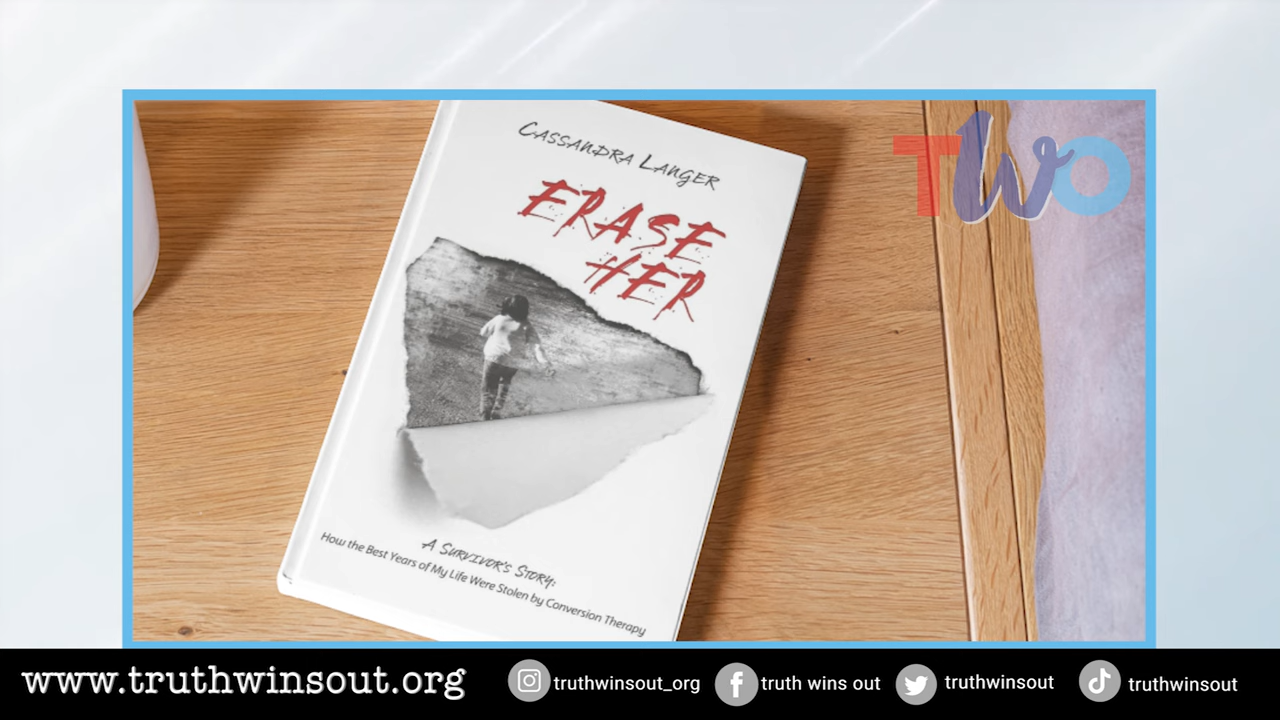 CASSANDRA LANGER
TWO
ERASE
HER
A SURVIVOR'S STORY:
How the Best Years of My Life Were Stolen by Conversion Therapy
www.truthwinsout.org
truthwinsout_org
truth wins out
truthwinsout
truthwinsout